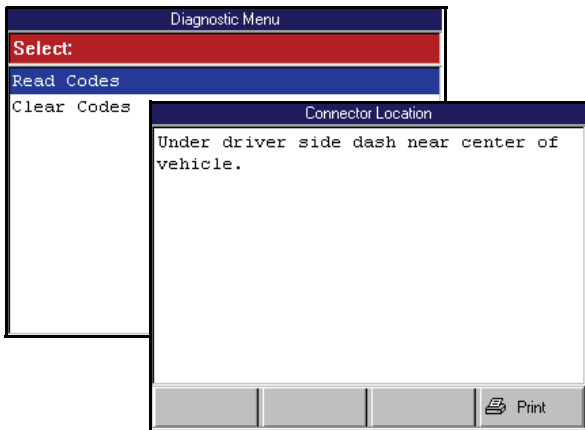 Diagnostic Menu
Select:
Read Codes
Clear Codes
Connector Location
Under driver side dash near center of
vehicle.
Print